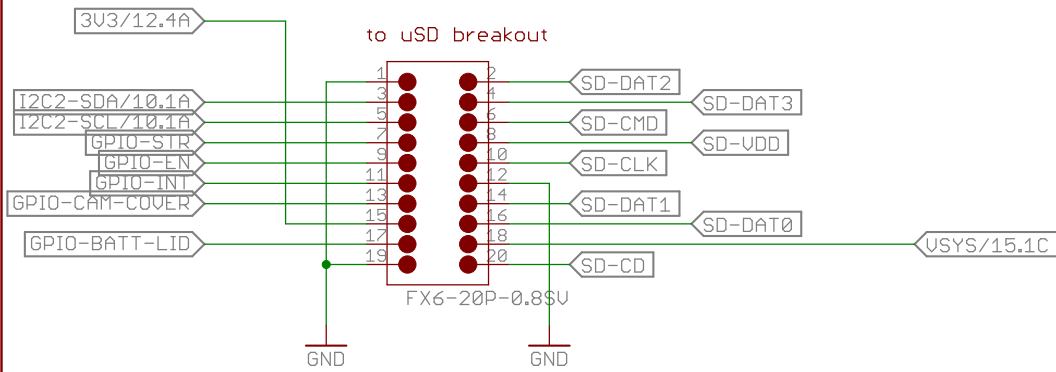 3V3/12.4A
to uSD breakout
1 2 SD-DAT2
I2C2-SDA/10.1A 3 4 SD-DAT3
I2C2-SCL/10.1A 5 6 SD-CMD
GPIO-STR 7 8 SD-VDD
GPIO-EN 9 10 SD-CLK
GPIO-INT 11 12
GPIO-CAM-COVER 13 14 SD-DAT1
15 16 SD-DAT0
GPIO-BATT-LID 17 18 VSYS/15.1C
19 20 SD-CD
FX6-20P-0.8SV
GND GND